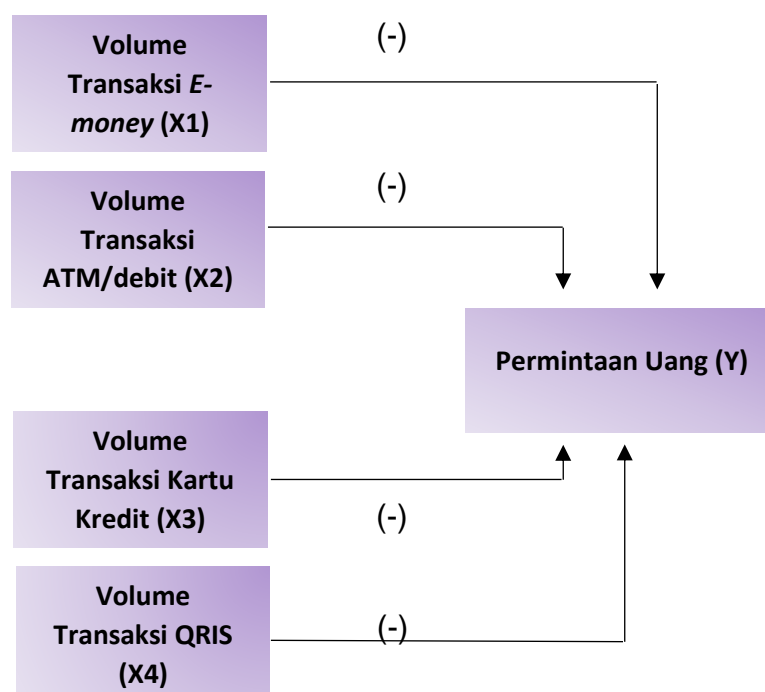 (-)
Volume
Transaksi E-
money (X1)
(-)
Volume
Transaksi
ATM/debit (X2)
Permintaan Uang (Y)
Volume
Transaksi Kartu
Kredit (X3)
(-)
Volume
Transaksi QRIS
(X4)
(-)